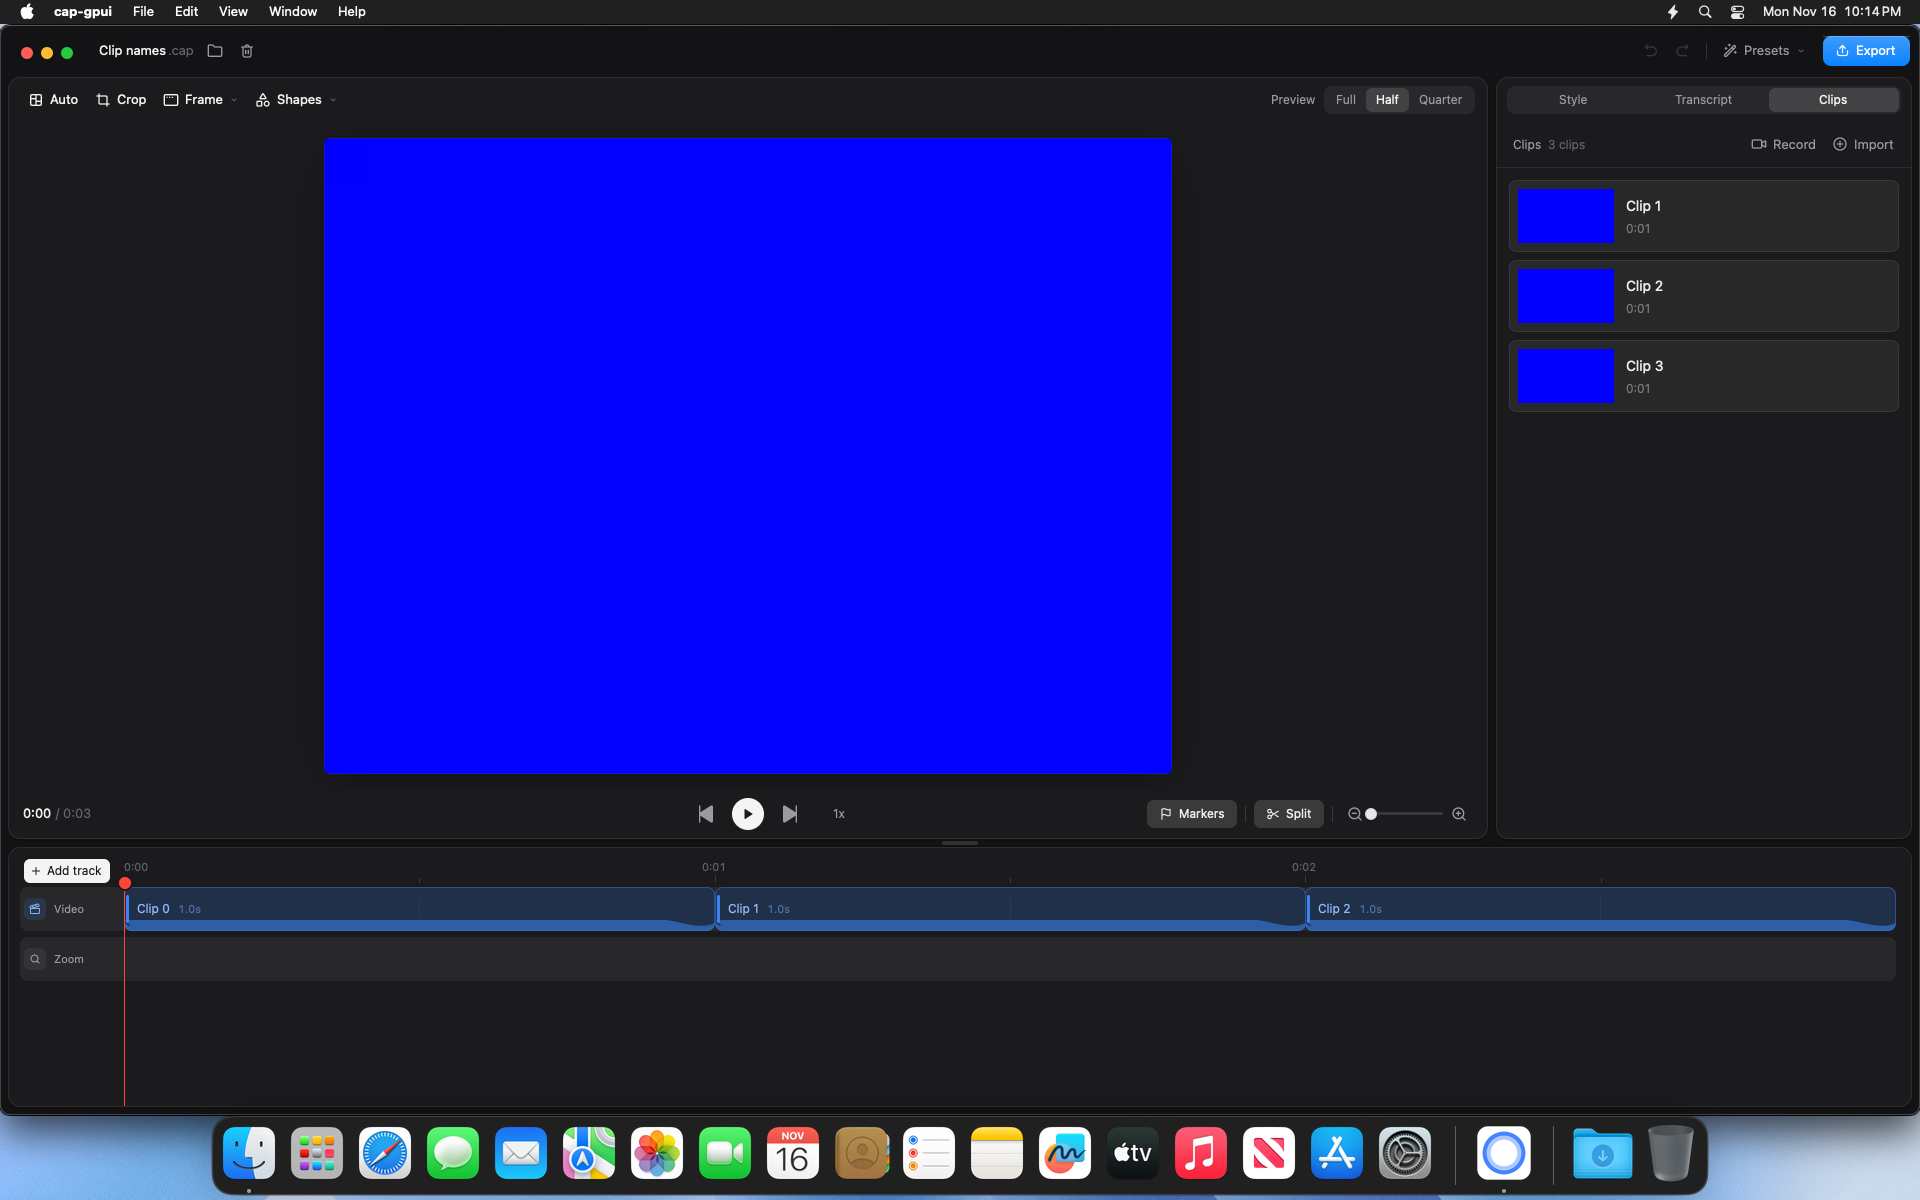 cap-gpui File Edit View Window Help Mon Nov 16 10:14 PM
Clip names.cap Presets Export
Auto Crop Frame Shapes Preview Full Half Quarter
Style Transcript Clips
Clips 3 clips Record Import
Clip 1
0:01
Clip 2
0:01
Clip 3
0:01
0:00 / 0:03 1x Markers Split
+ Add track 0:00 0:01 0:02
Video Clip 0 1.0s Clip 1 1.0s Clip 2 1.0s
Zoom
NOV
16
tv